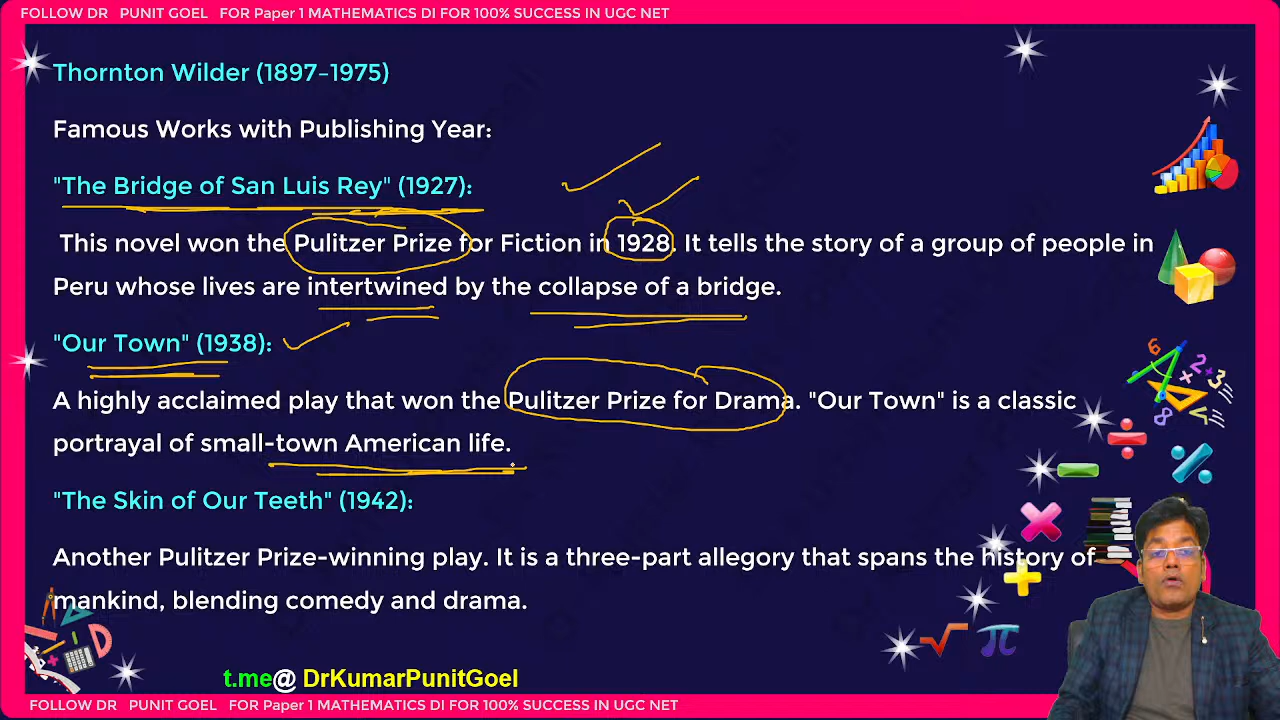 FOLLOW DR PUNIT GOEL FOR Paper 1 MATHEMATICS DI FOR 100% SUCCESS IN UGC NET
Thornton Wilder (1897–1975)
Famous Works with Publishing Year:
"The Bridge of San Luis Rey" (1927):
This novel won the Pulitzer Prize for Fiction in 1928. It tells the story of a group of people in
Peru whose lives are intertwined by the collapse of a bridge.
"Our Town" (1938):
A highly acclaimed play that won the Pulitzer Prize for Drama. "Our Town" is a classic
portrayal of small-town American life.
"The Skin of Our Teeth" (1942):
Another Pulitzer Prize-winning play. It is a three-part allegory that spans the history of
mankind, blending comedy and drama.
t.me@ DrKumarPunitGoel
FOLLOW DR PUNIT GOEL FOR Paper 1 MATHEMATICS DI FOR 100% SUCCESS IN UGC NET